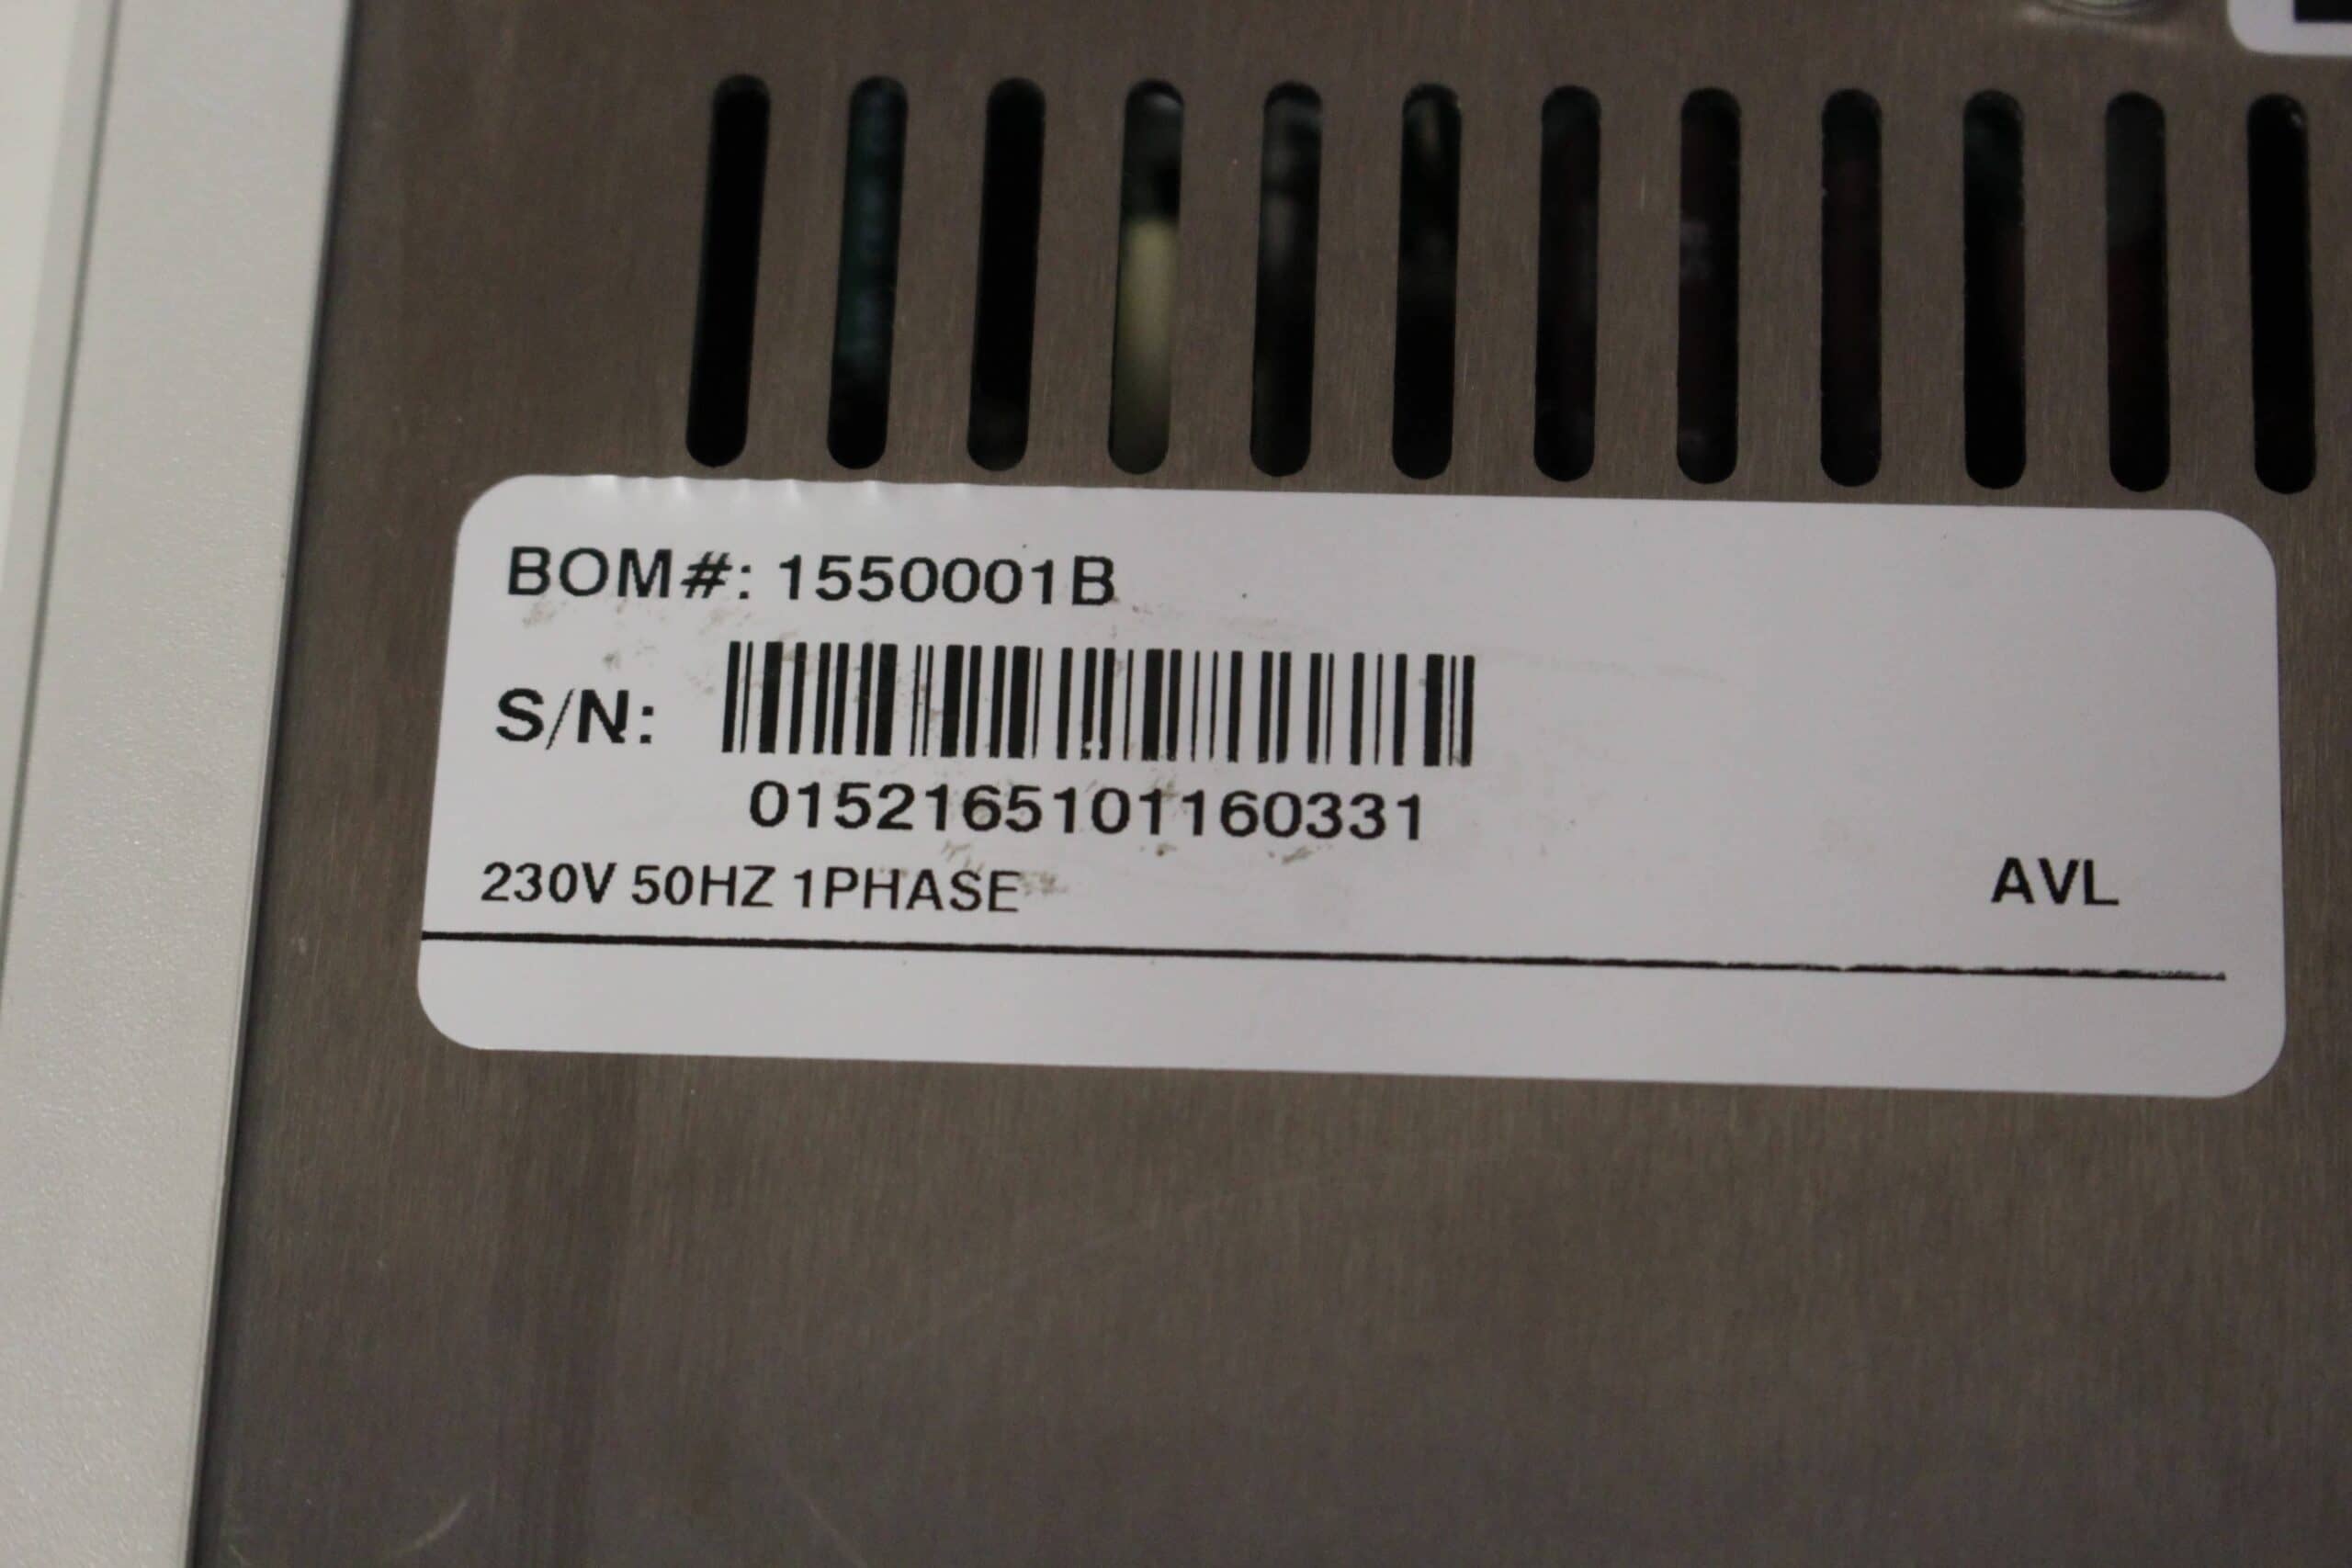 BOM#: 1550001B
S/N:
0152165101160331
230V 50HZ 1PHASE
AVL